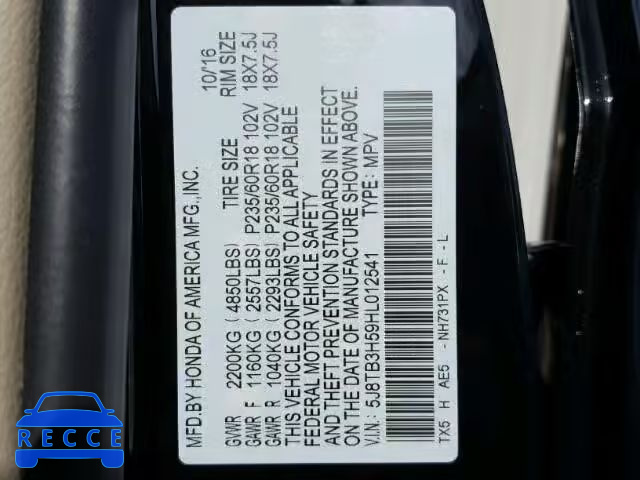 MFD.BY HONDA OF AMERICA MFG.,INC. 10/16
TIRE SIZE RIM SIZE
GVWR 2200KG ( 4850LBS)
GAWR F 1160KG ( 2557LBS) P235/60R18 102V 18X7.5J
GAWR R 1040KG ( 2293LBS) P235/60R18 102V 18X7.5J
THIS VEHICLE CONFORMS TO ALL APPLICABLE
FEDERAL MOTOR VEHICLE SAFETY
AND THEFT PREVENTION STANDARDS IN EFFECT
ON THE DATE OF MANUFACTURE SHOWN ABOVE.
V.I.N: 5J8TB3H59HL012541 TYPE: MPV
TX5 H AE5 - NH731PX - F - L
RECCE